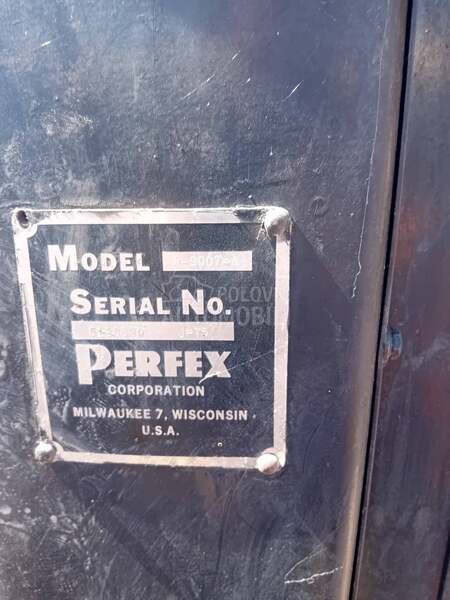 MODEL
SERIAL NO.
PERFEX
CORPORATION
MILWAUKEE 7, WISCONSIN
U.S.A.